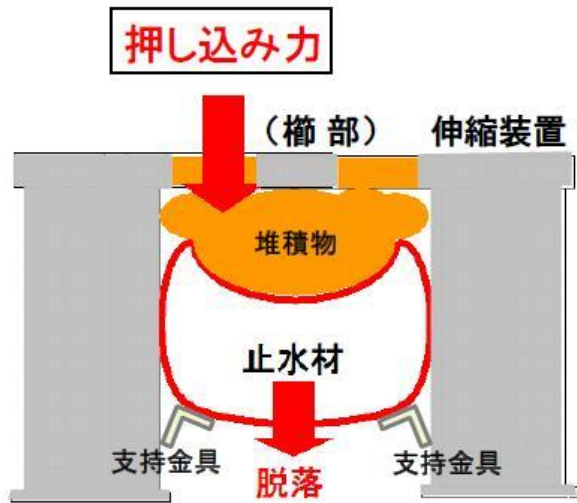 押し込み力
（櫛 部） 伸縮装置
堆積物
止水材
支持金具 支持金具
脱落